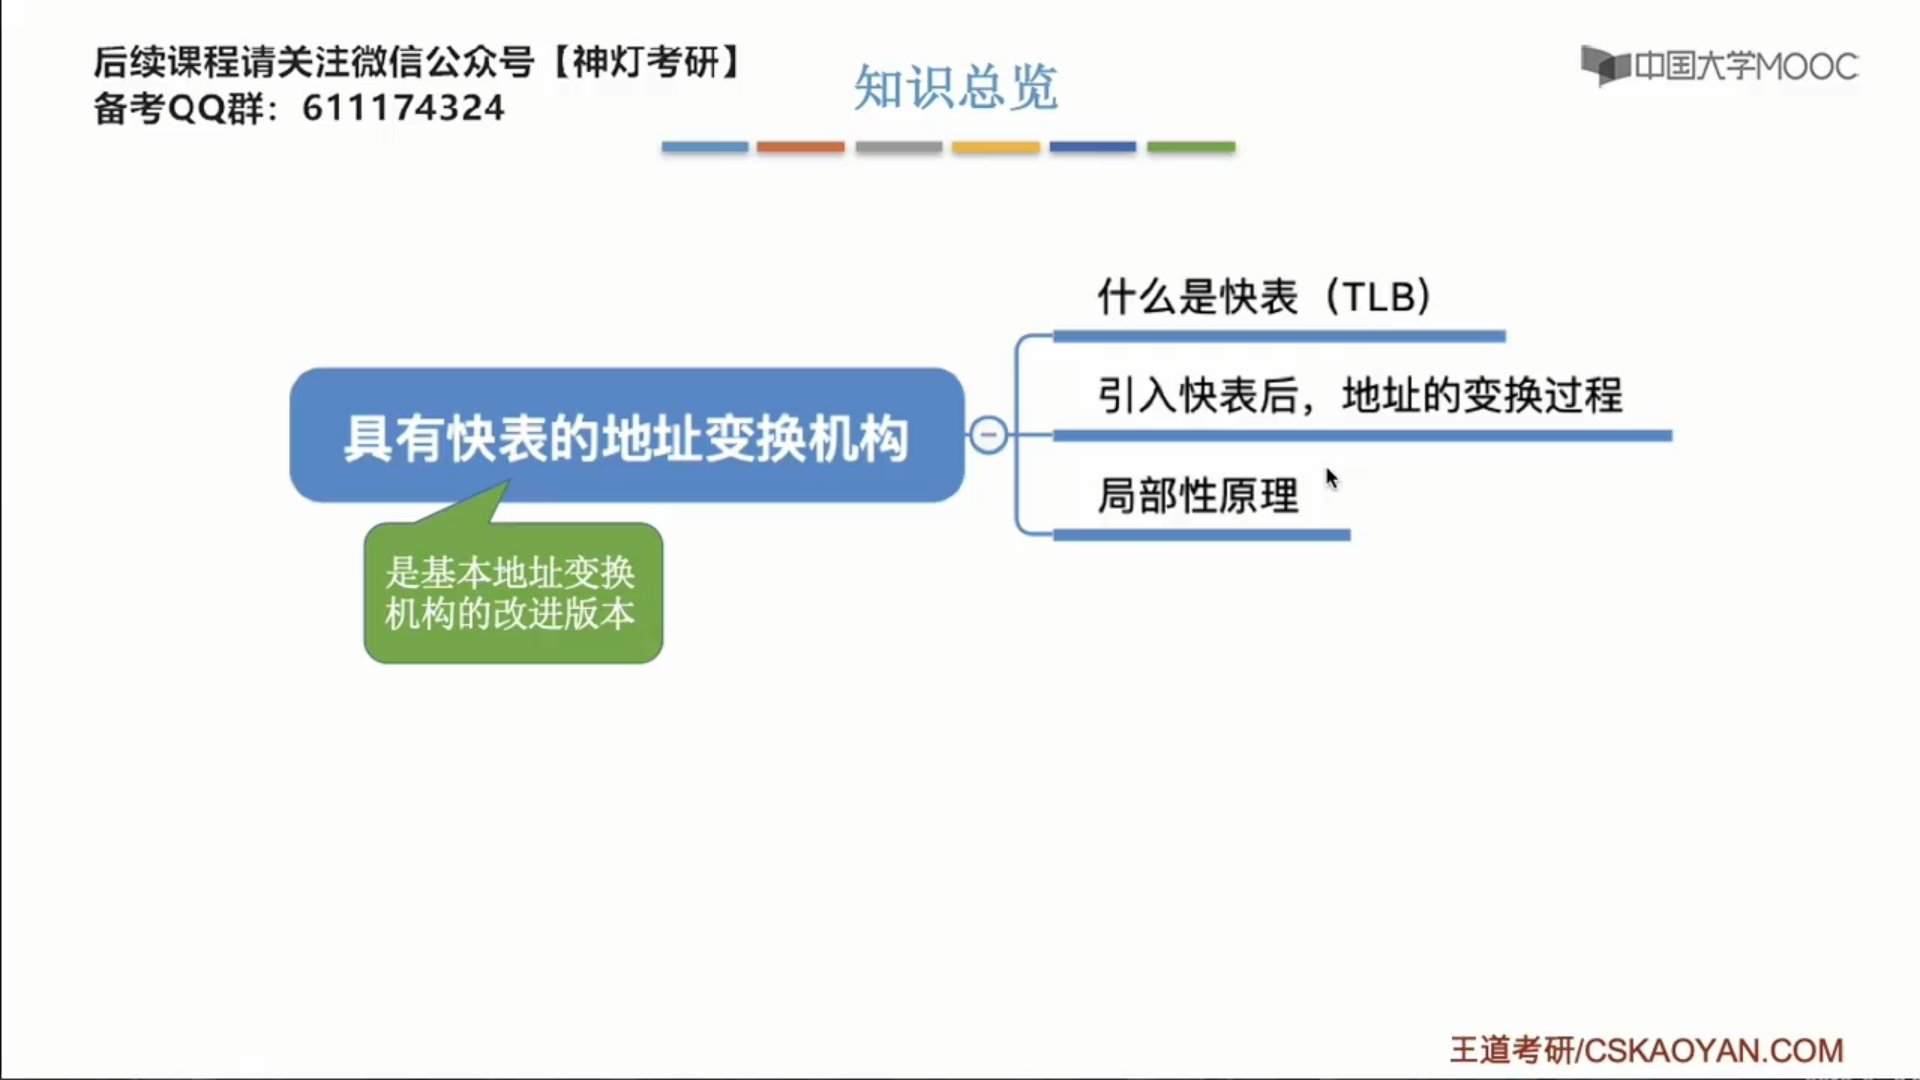 后续课程请关注微信公众号【神灯考研】
备考QQ群：611174324
知识总览
中国大学MOOC
什么是快表（TLB）
引入快表后，地址的变换过程
具有快表的地址变换机构
局部性原理
是基本地址变换
机构的改进版本
王道考研/CSKAOYAN.COM